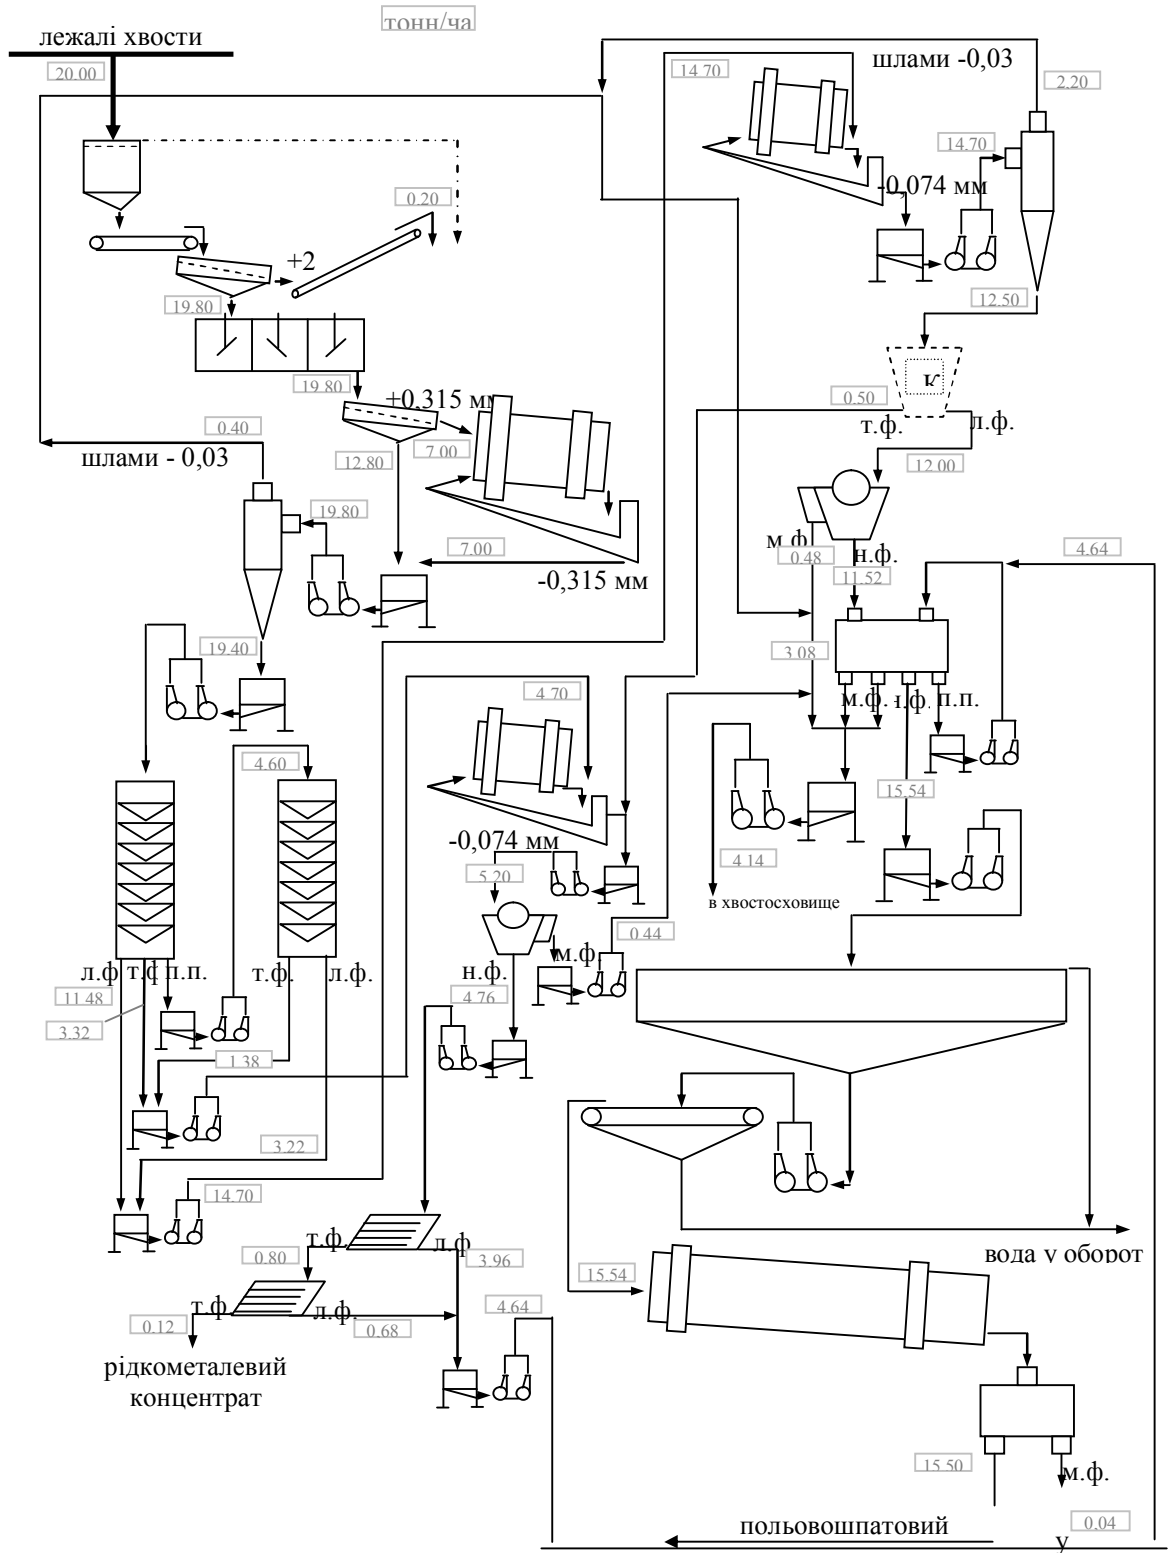 тонн/ча
лежалі хвости
20.00
14.70
шлами -0,03
2.20
14.70
-0,074 мм
0.20
+2
19.80
12.50
19.80
+0,315 мм
К
0.50
т.ф.
л.ф.
0.40
шлами - 0,03
12.80
7.00
12.00
19.80
7.00
-0,315 мм
м.ф.
0.48
н.ф.
11.52
4.64
19.40
3.08
4.70
м.ф.
н.ф.
п.п.
4.60
15.54
-0,074 мм
4.14
5.20
в хвостосховище
0.44
м.ф.
л.ф
т.ф
п.п.
т.ф.
л.ф.
н.ф.
11.48
4.76
3.32
1.38
3.22
14.70
т.ф.
л.ф
0.80
3.96
вода у оборот
15.54
т.ф
л.ф.
4.64
0.12
0.68
рідкометалевий
концентрат
15.50
м.ф.
польовошпатовий
0.04
у